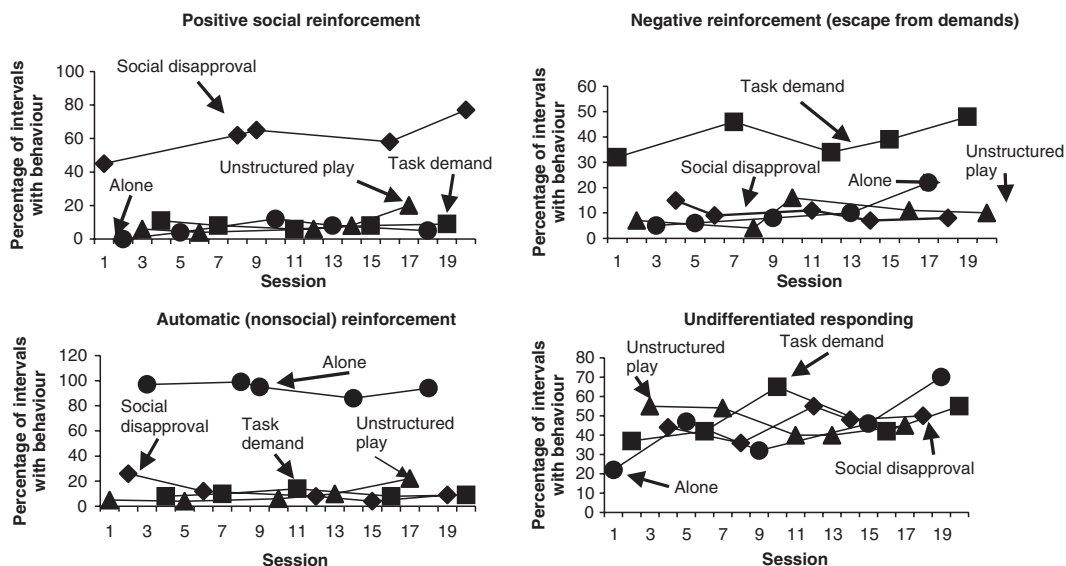 Positive social reinforcement
Percentage of intervals
with behaviour
100
80
60
40
20
0
Social disapproval
Alone
Unstructured play
Task demand
1 3 5 7 9 11 13 15 17 19
Session
Negative reinforcement (escape from demands)
Percentage of intervals
with behaviour
60
50
40
30
20
10
0
Task demand
Social disapproval
Alone
Unstructured
play
1 3 5 7 9 11 13 15 17 19
Session
Automatic (nonsocial) reinforcement
Percentage of intervals
with behaviour
120
100
80
60
40
20
0
Alone
Social
disapproval
Task
demand
Unstructured
play
1 3 5 7 9 11 13 15 17 19
Session
Undifferentiated responding
Percentage of intervals
with behaviour
80
70
60
50
40
30
20
10
0
Unstructured
play
Task demand
Alone
Social disapproval
1 3 5 7 9 11 13 15 17 19
Session